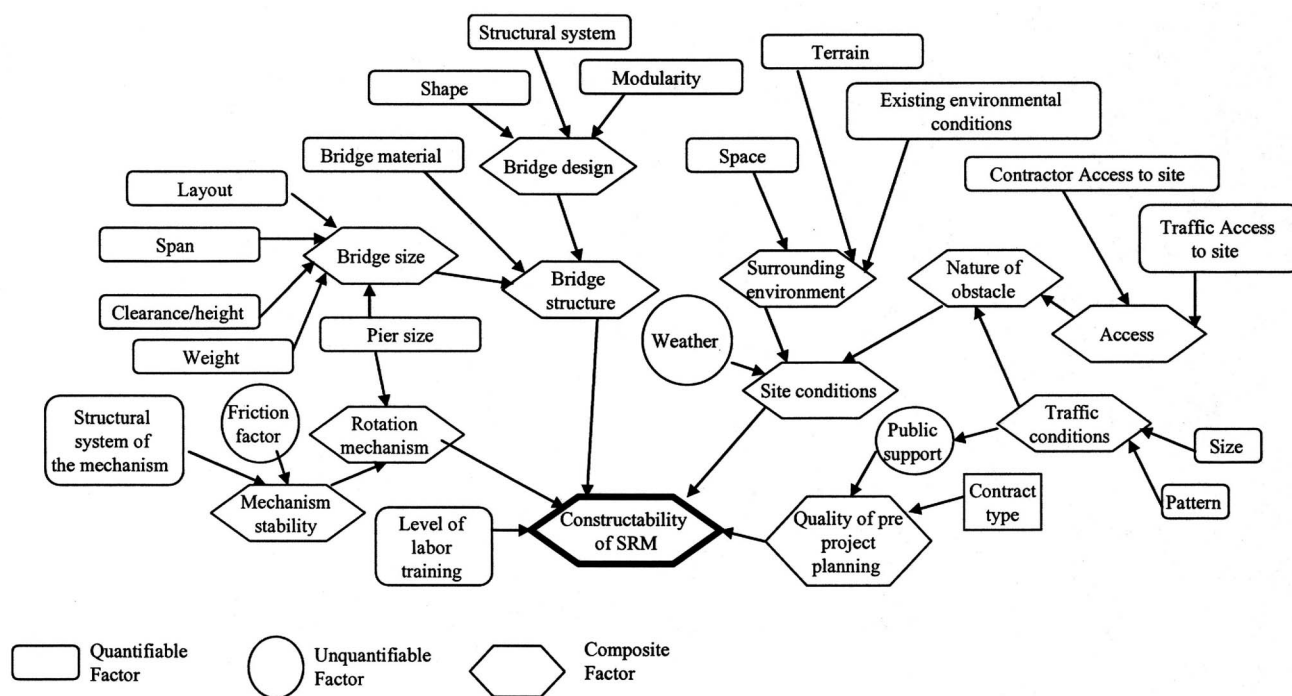 Structural system
Terrain
Modularity
Shape
Existing environmental
conditions
Bridge material
Bridge design
Space
Contractor Access to site
Layout
Traffic Access
to site
Span
Bridge size
Surrounding
environment
Nature of
obstacle
Bridge
structure
Clearance/height
Pier size
Access
Weight
Weather
Site conditions
Structural
system of
the mechanism
Friction
factor
Rotation
mechanism
Public
support
Traffic
conditions
Size
Mechanism
stability
Contract
type
Pattern
Level of
labor
training
Constructability
of SRM
Quality of pre
project
planning
Quantifiable
Factor
Unquantifiable
Factor
Composite
Factor